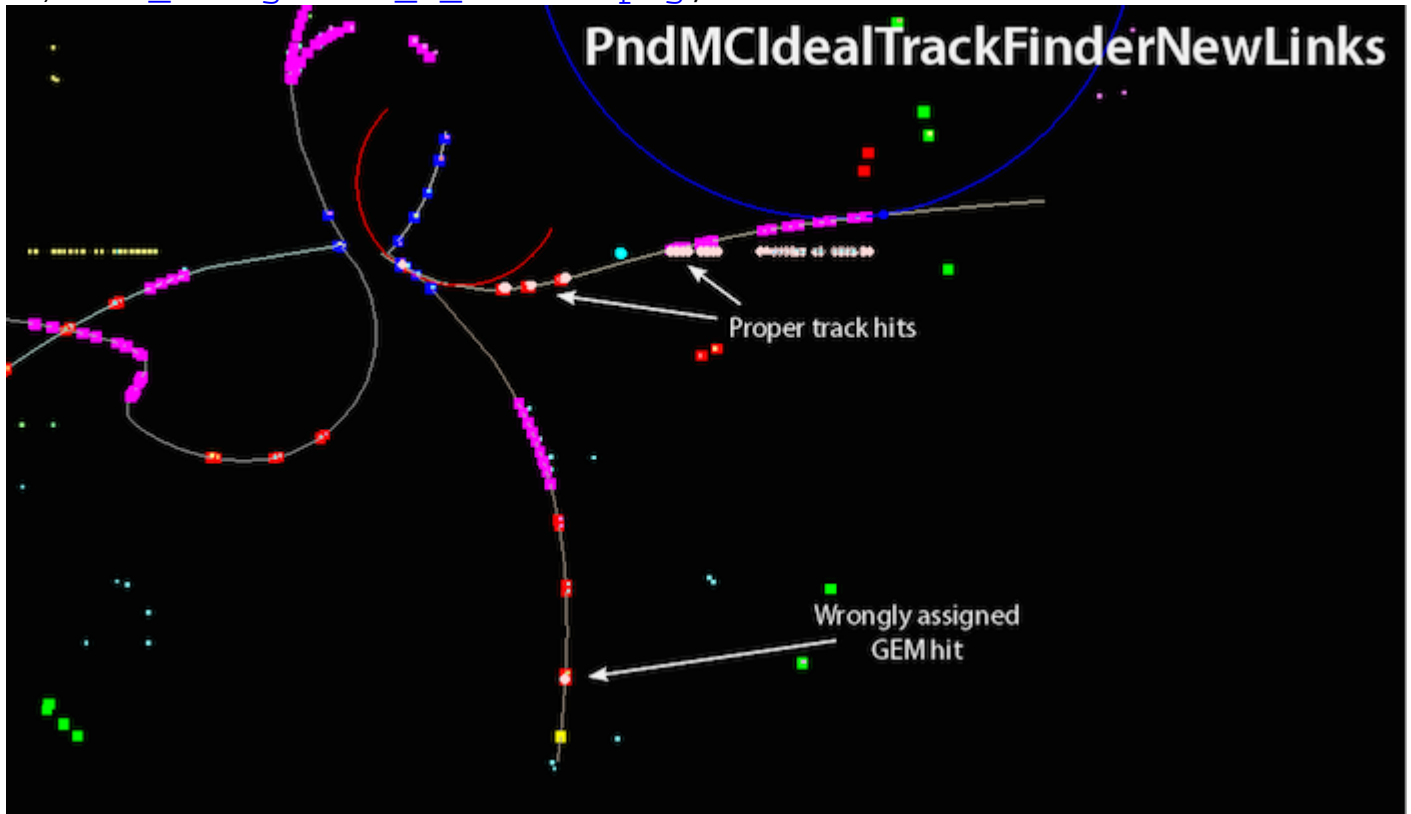 PndMCIdealTrackFinderNewLinks
Proper track hits
Wrongly assigned
GEM hit